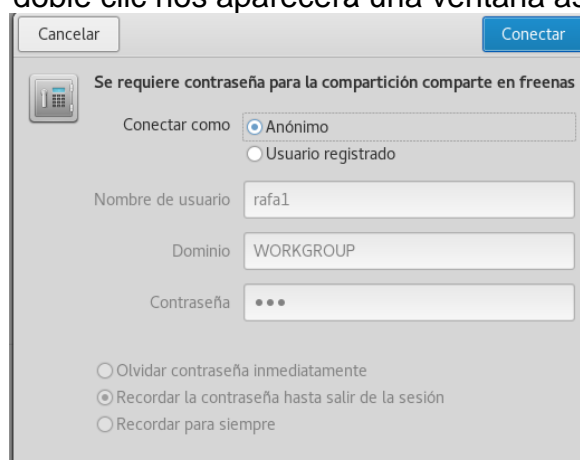 doble clic nos aparecerá una ventana as
Cancelar Conectar
Se requiere contraseña para la compartición comparte en freenas
Conectar como Anónimo
Usuario registrado
Nombre de usuario rafa1
Dominio WORKGROUP
Contraseña •••
Olvidar contraseña inmediatamente
Recordar la contraseña hasta salir de la sesión
Recordar para siempre